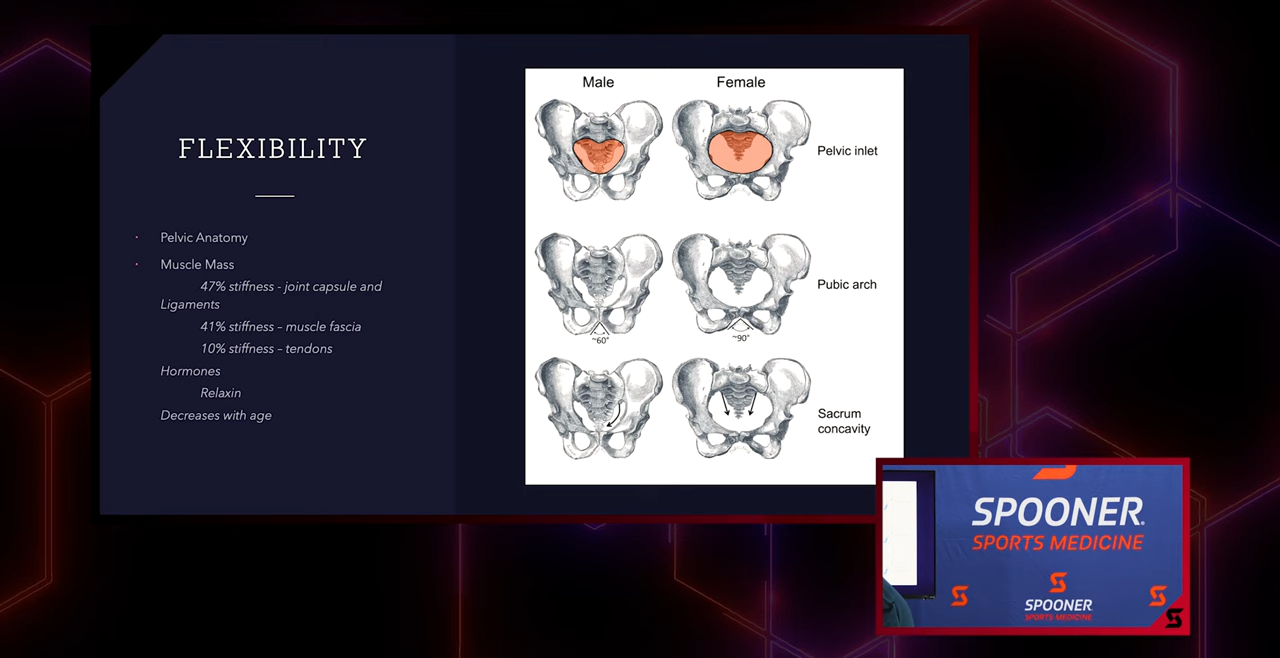 FLEXIBILITY
· Pelvic Anatomy
· Muscle Mass
47% stiffness - joint capsule and
Ligaments
41% stiffness – muscle fascia
10% stiffness – tendons
Hormones
Relaxin
Decreases with age
Male Female
Pelvic inlet
Pubic arch
~60° ~90°
Sacrum
concavity
SPOONER®
SPORTS MEDICINE
SPOONER
SPORTS MEDICINE